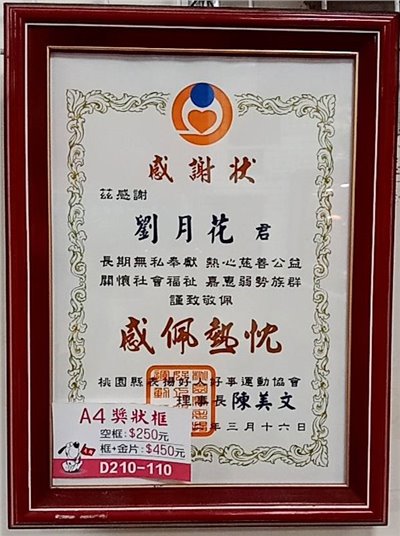 感謝狀
茲感謝
劉月花 君
長期無私奉獻 熱心慈善公益
關懷社會福祉 嘉惠弱勢族群
謹致敬佩
感佩熱忱
桃園縣表揚好人好事運動協會
理事長 陳美文
年三月十六日
A4獎狀框
空框:$250元
框+金片:$450元
D210-110